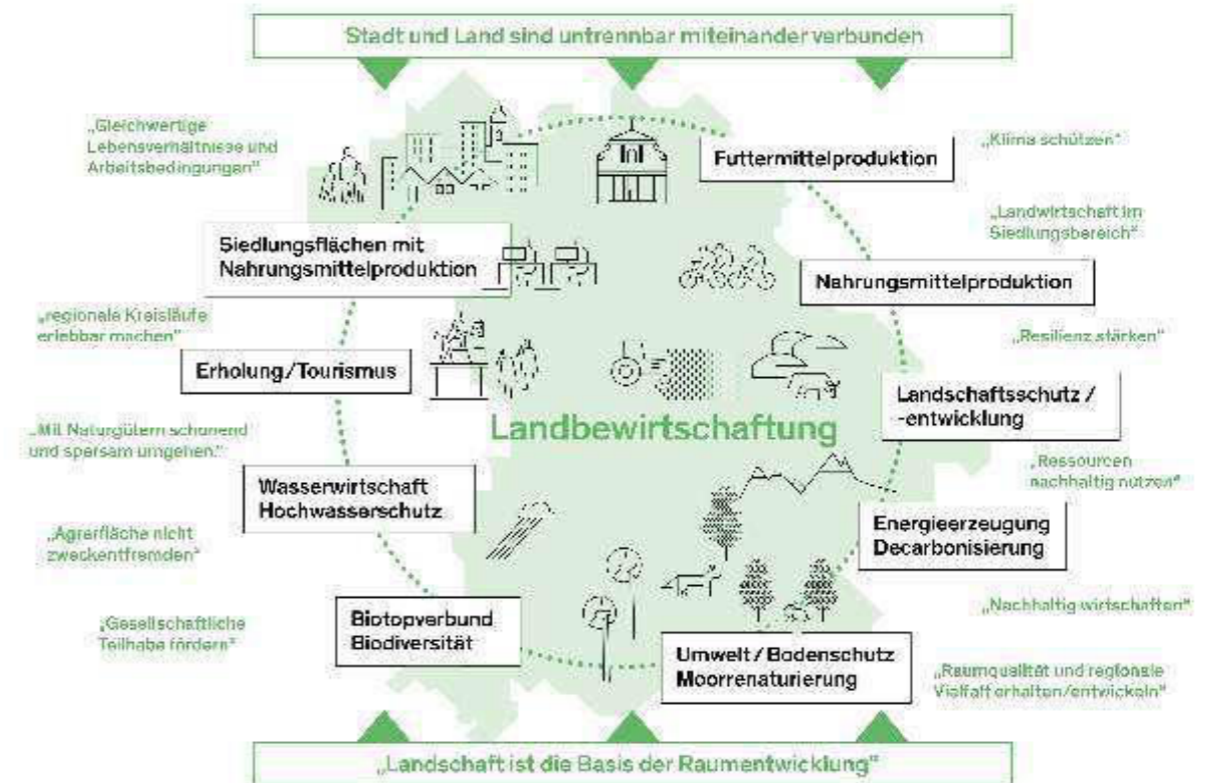 Stadt und Land sind untrennbar miteinander verbunden
„Gleichwertige
Lebensverhältnisse und
Arbeitsbedingungen"
Futtermittelproduktion
„Klima schützen"
Siedlungsflächen mit
Nahrungsmittelproduktion
„Landwirtschaft im
Siedlungsbereich"
Nahrungsmittelproduktion
„regionale Kreisläufe
erlebbar machen"
„Resilienz stärken"
Erholung/Tourismus
Landschaftsschutz /
-entwicklung
Landbewirtschaftung
„Mit Naturgütern schonend
und sparsam umgehen."
„Ressourcen
nachhaltig nutzen"
Wasserwirtschaft
Hochwasserschutz
Energieerzeugung
Decarbonisierung
„Agrarfläche nicht
zweckentfremden"
„Nachhaltig wirtschaften"
„Gesellschaftliche
Teilhabe fördern"
Biotopverbund
Biodiversität
Umwelt / Bodenschutz
Moorrenaturierung
„Raumqualität und regionale
Vielfalt erhalten/entwickeln"
„Landschaft ist die Basis der Raumentwicklung"